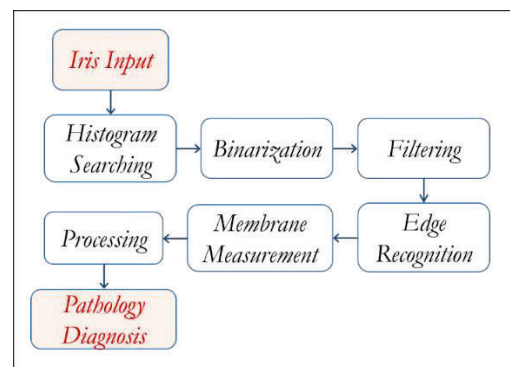 Iris Input
Histogram
Searching
Binarization
Filtering
Edge
Recognition
Membrane
Measurement
Processing
Pathology
Diagnosis